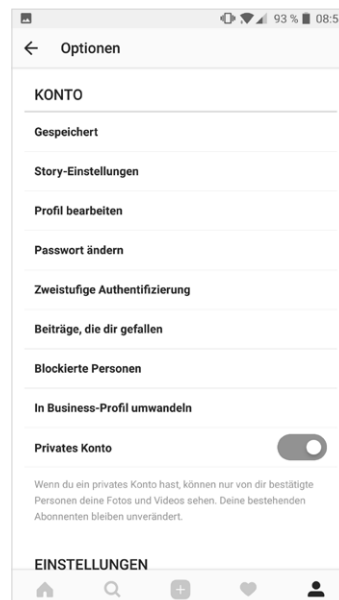 93 % 08:5
Optionen
KONTO
Gespeichert
Story-Einstellungen
Profil bearbeiten
Passwort ändern
Zweistufige Authentifizierung
Beiträge, die dir gefallen
Blockierte Personen
In Business-Profil umwandeln
Privates Konto
Wenn du ein privates Konto hast, können nur von dir bestätigte
Personen deine Fotos und Videos sehen. Deine bestehenden
Abonnenten bleiben unverändert.
EINSTELLUNGEN